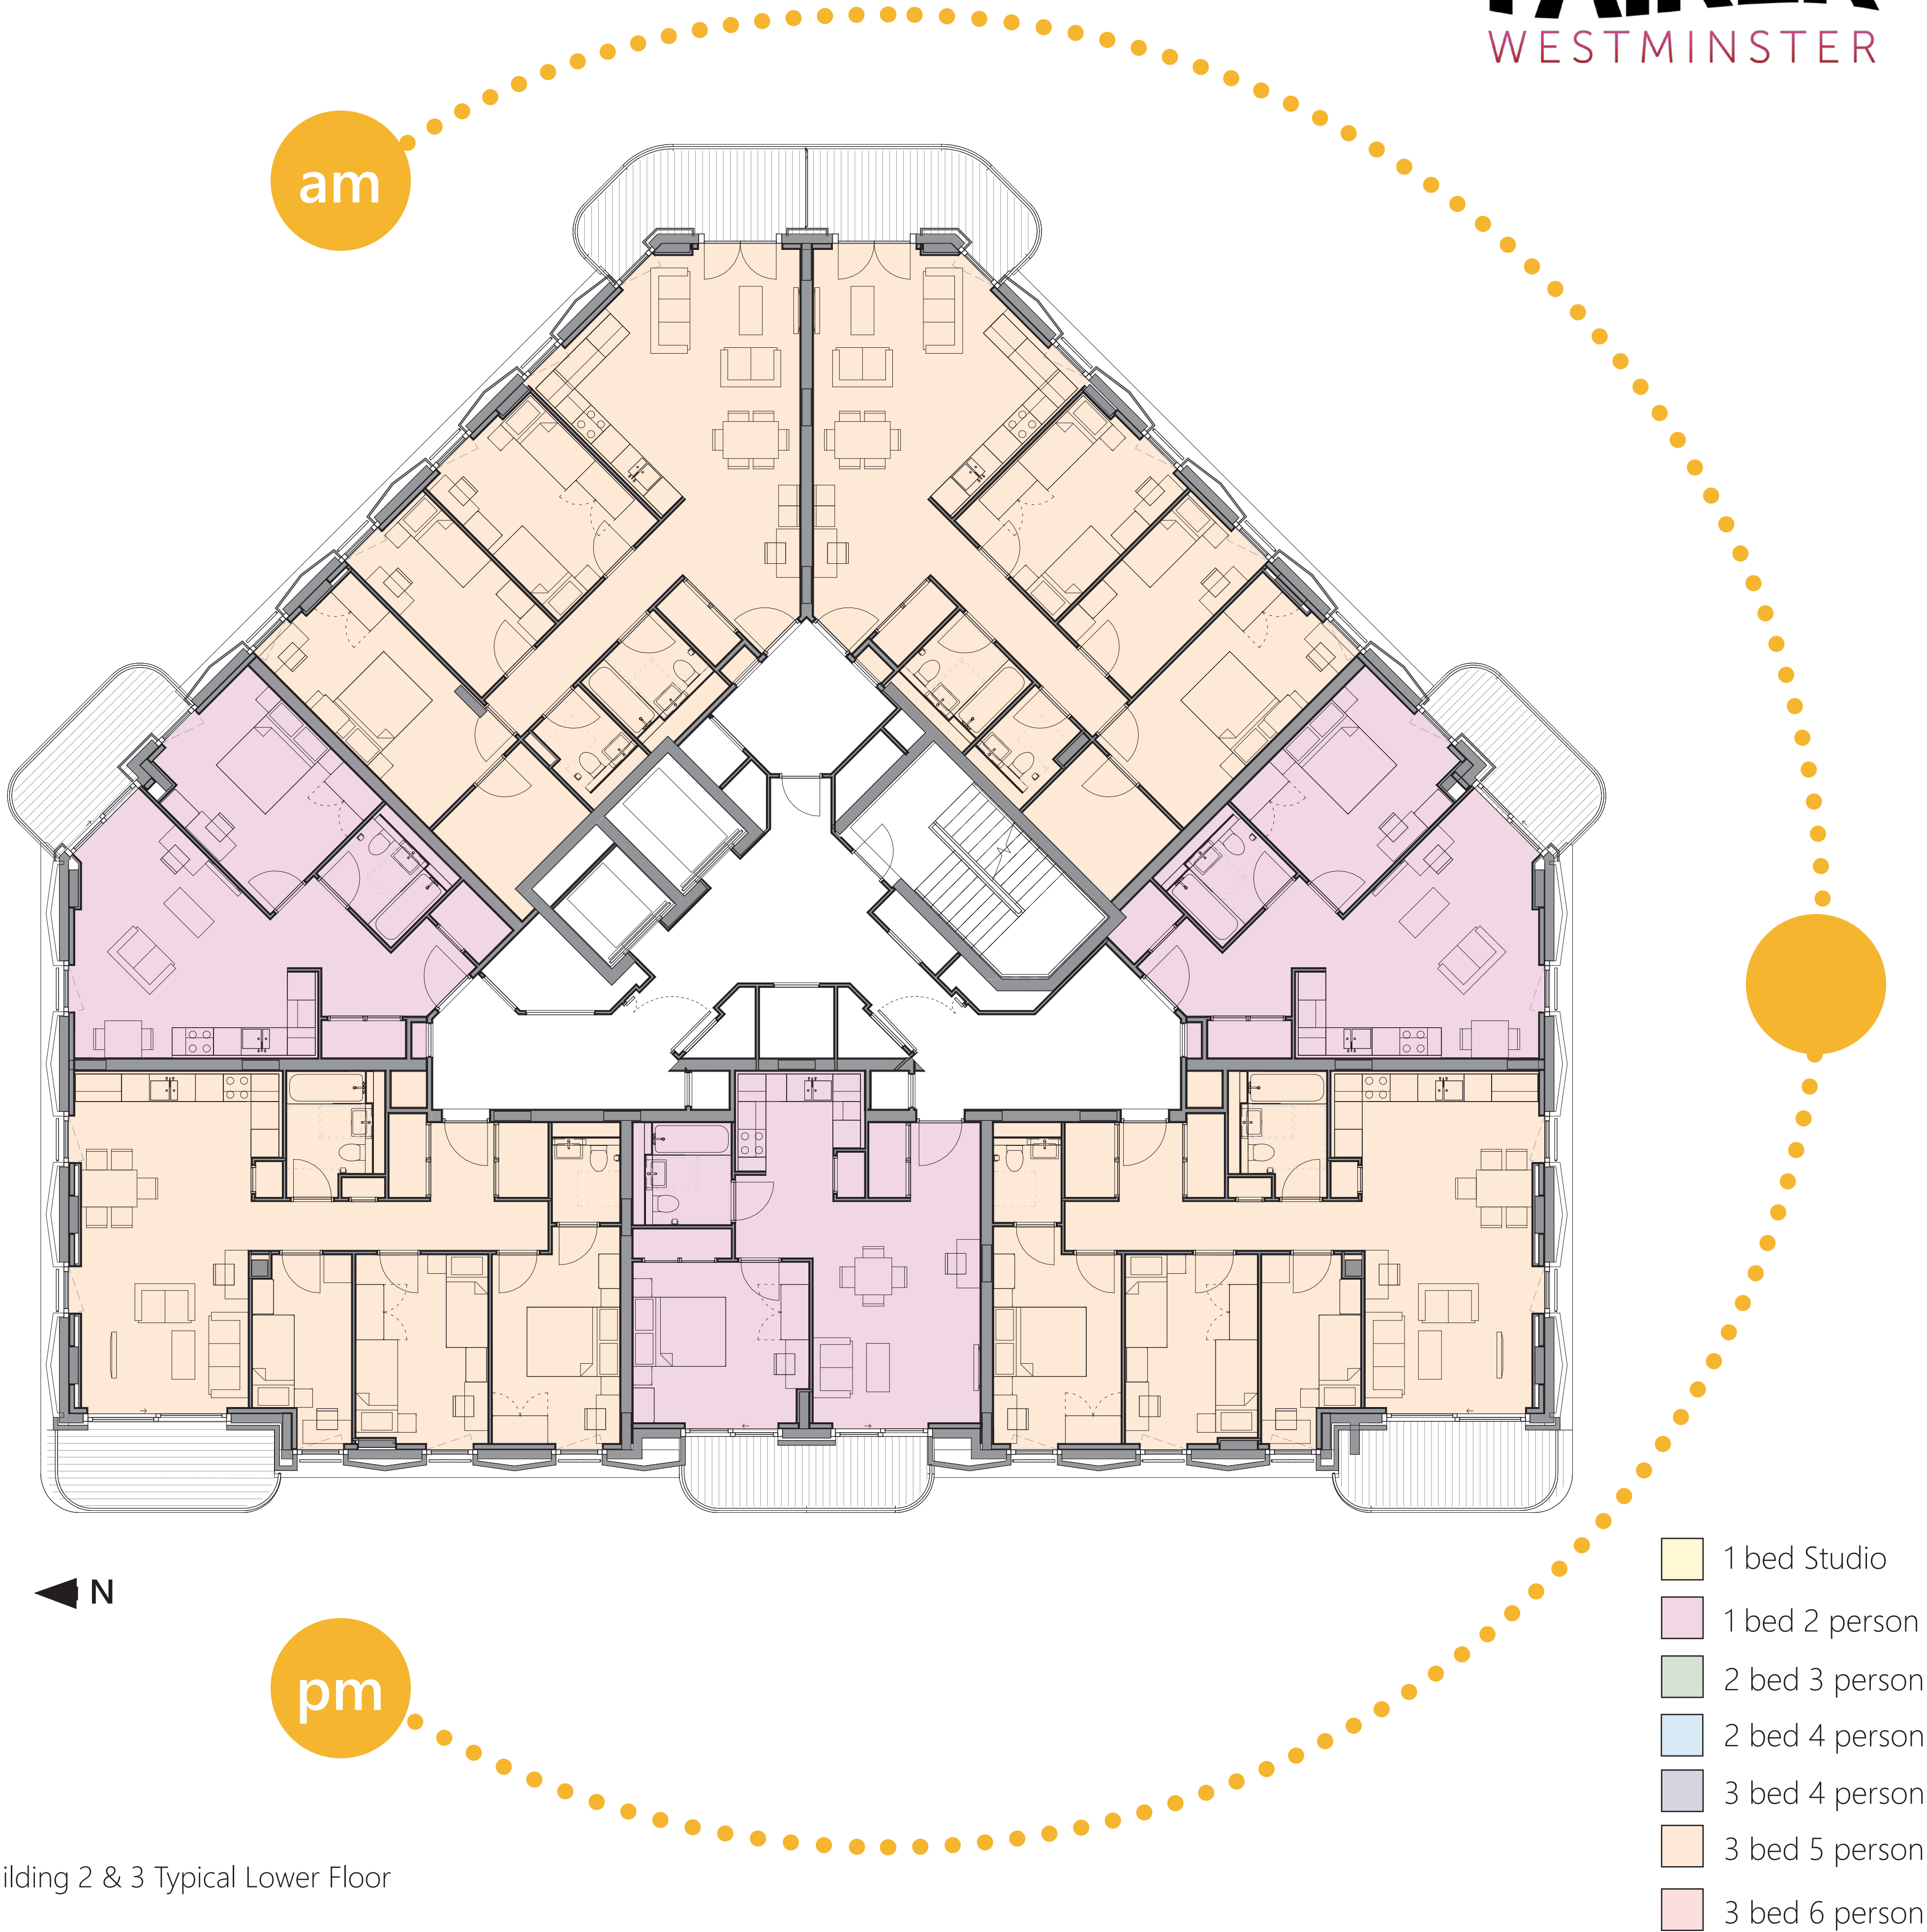 WESTMINSTER
am
N
pm
1 bed Studio
1 bed 2 person
2 bed 3 person
2 bed 4 person
3 bed 4 person
3 bed 5 person
3 bed 6 person
2 & 3 Typical Lower Floor